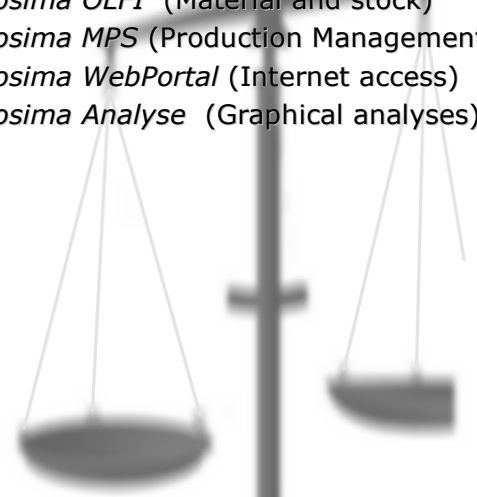 osima OLFI (Material and stock)
osima MPS (Production Management
osima WebPortal (Internet access)
osima Analyse (Graphical analyses)